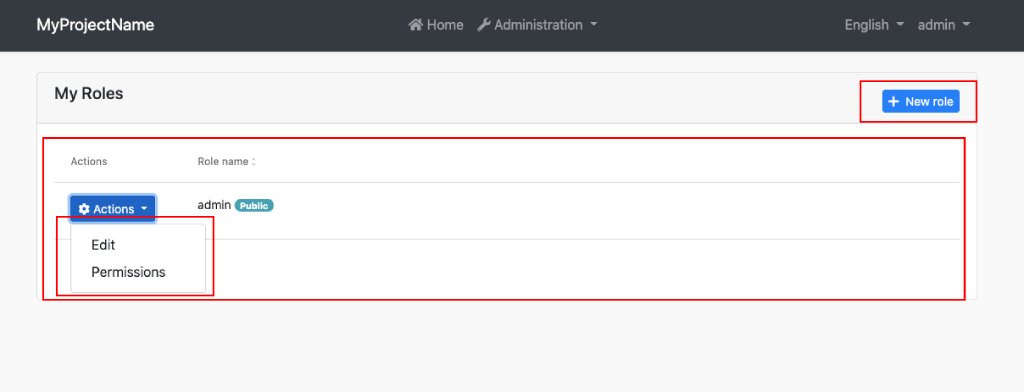 MyProjectName Home Administration English admin
My Roles New role
Actions Role name
Actions admin Public
Edit
Permissions